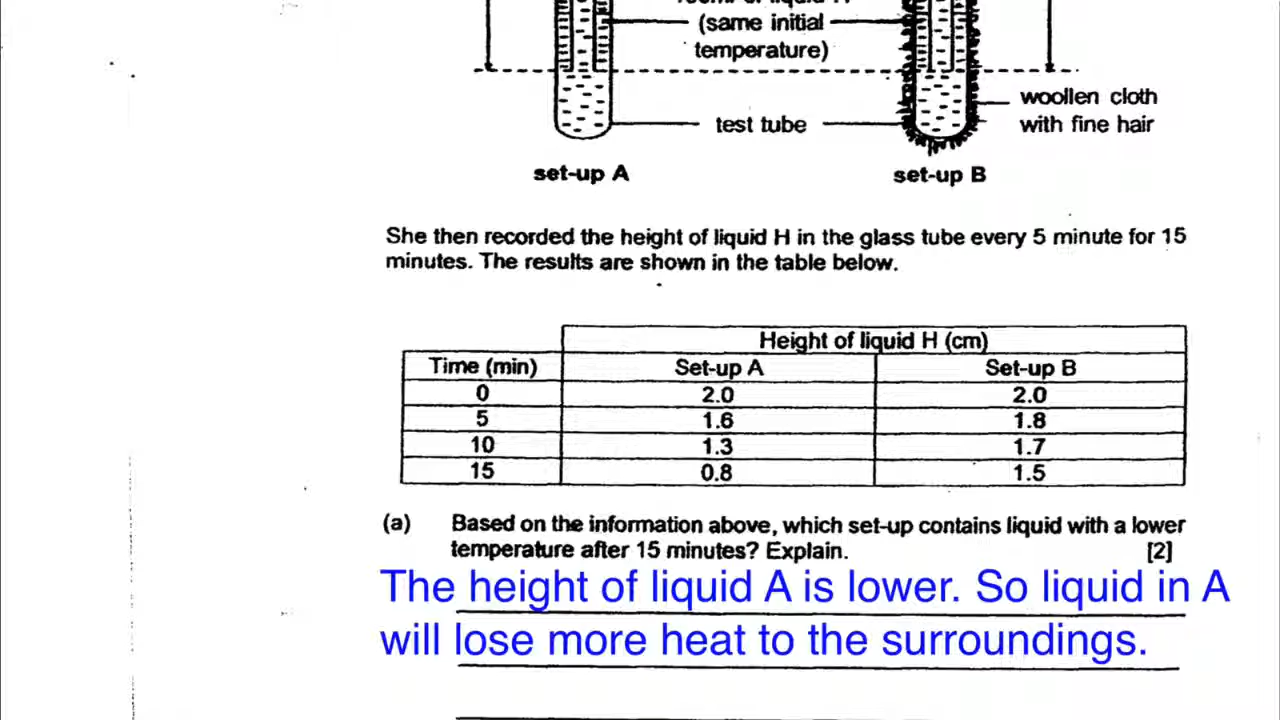 (same initial
temperature)
woollen cloth
test tube with fine hair
set-up A set-up B
She then recorded the height of liquid H in the glass tube every 5 minute for 15
minutes. The results are shown in the table below.
Height of liquid H (cm)
Time (min) Set-up A Set-up B
0 2.0 2.0
5 1.6 1.8
10 1.3 1.7
15 0.8 1.5
(a) Based on the information above, which set-up contains liquid with a lower
temperature after 15 minutes? Explain. [2]
The height of liquid A is lower. So liquid in A
will lose more heat to the surroundings.